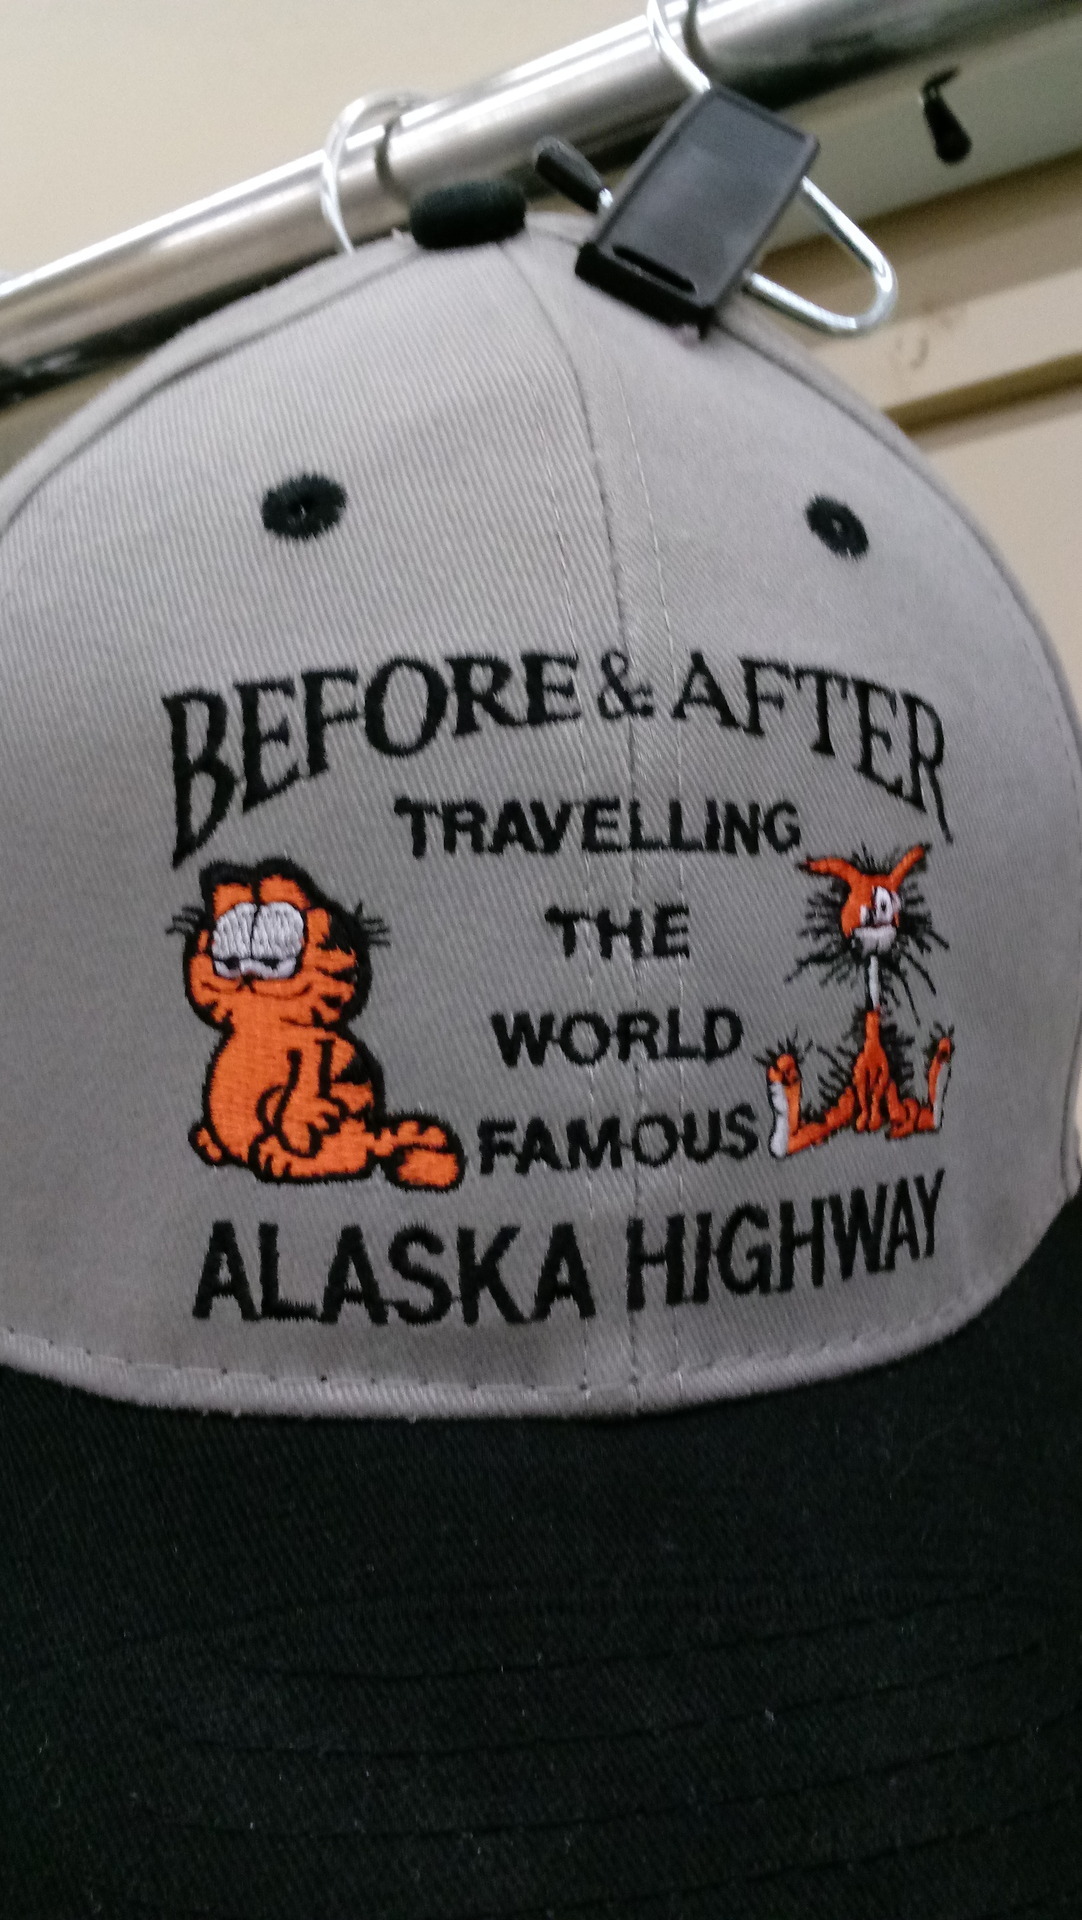 BEFORE & AFTER
TRAVELLING
THE
WORLD
FAMOUS
ALASKA HIGHWAY